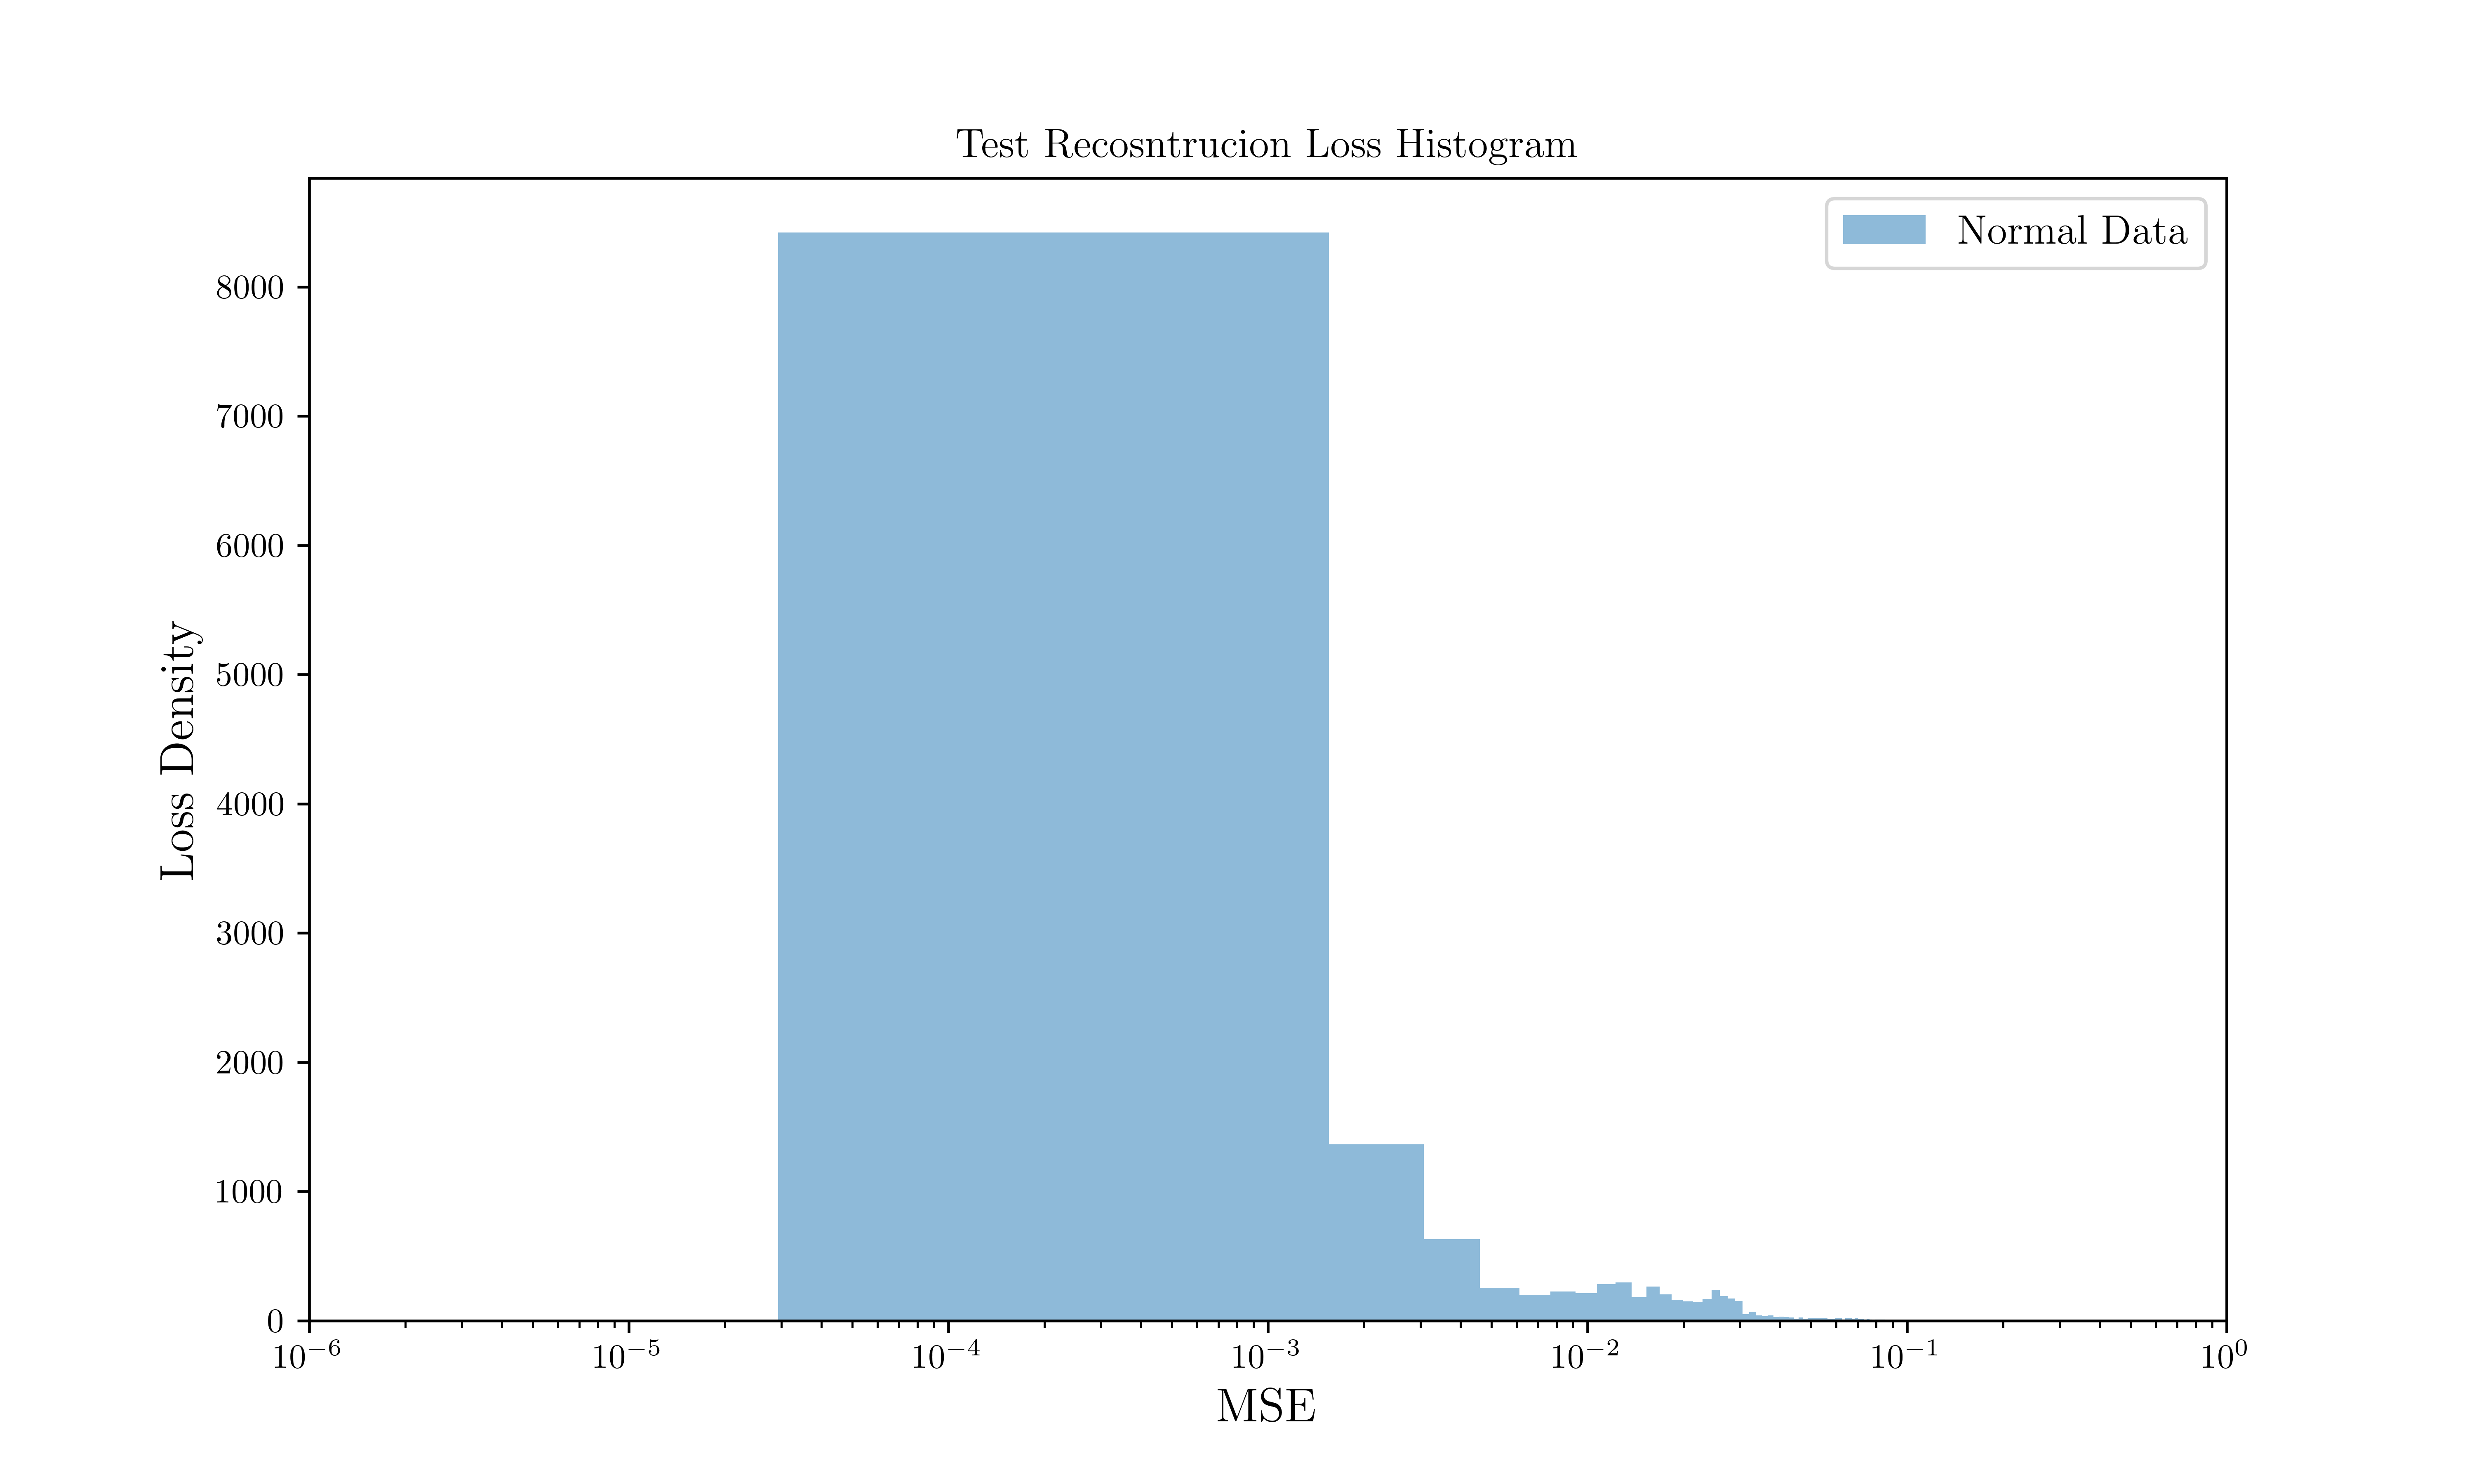 Test Recosntrucion Loss Histogram
Normal Data
Loss Density
8000
7000
6000
5000
4000
3000
2000
1000
0
10⁻⁶ 10⁻⁵ 10⁻⁴ 10⁻³ 10⁻² 10⁻¹ 10⁰
MSE